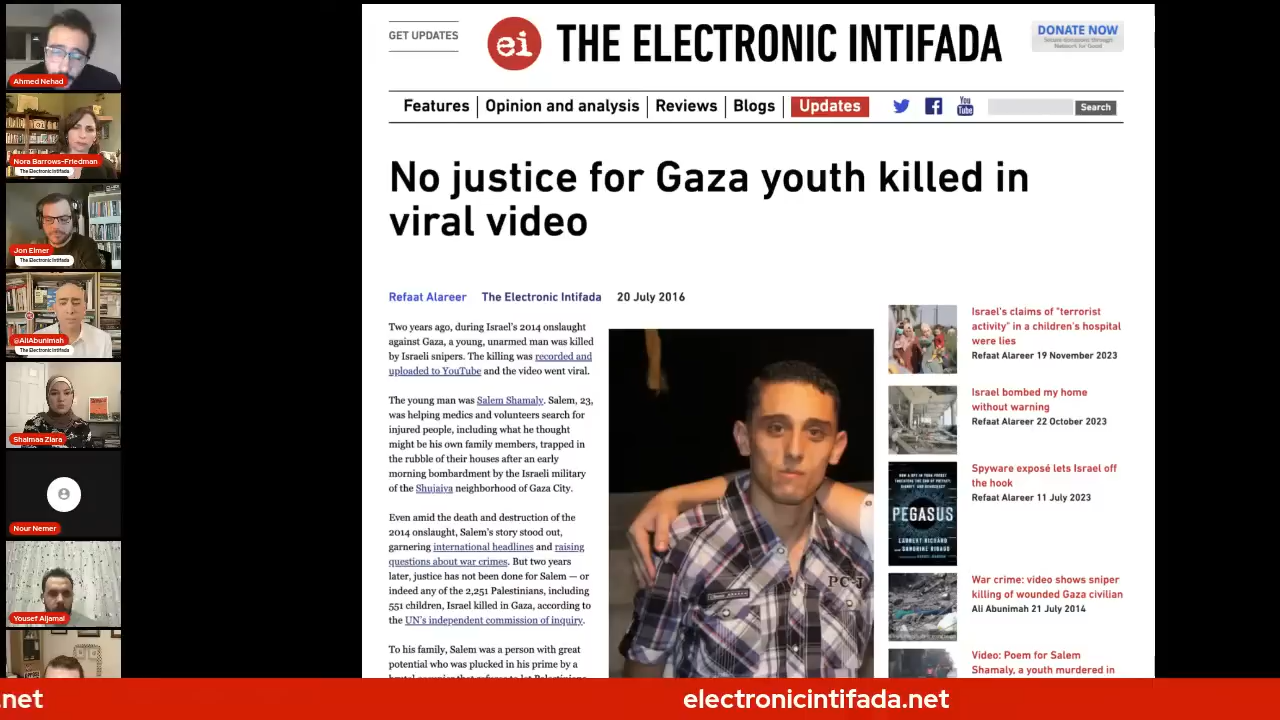 Ahmed Nehad
Nora Barrows-Friedman
The Electronic Intifada
Jon Elmer
The Electronic Intifada
@AliAbunimah
The Electronic Intifada
Shaimaa Ziara
Nour Nemer
Yousef Aljamal
GET UPDATES
ei THE ELECTRONIC INTIFADA
DONATE NOW
Secure donations through
Network for Good
Features Opinion and analysis Reviews Blogs Updates
You
Tube
Search
No justice for Gaza youth killed in
viral video
Refaat Alareer The Electronic Intifada 20 July 2016
Two years ago, during Israel's 2014 onslaught
against Gaza, a young, unarmed man was killed
by Israeli snipers. The killing was recorded and
uploaded to YouTube and the video went viral.
The young man was Salem Shamaly. Salem, 23,
was helping medics and volunteers search for
injured people, including what he thought
might be his own family members, trapped in
the rubble of their houses after an early
morning bombardment by the Israeli military
of the Shujaiya neighborhood of Gaza City.
Even amid the death and destruction of the
2014 onslaught, Salem's story stood out,
garnering international headlines and raising
questions about war crimes. But two years
later, justice has not been done for Salem — or
indeed any of the 2,251 Palestinians, including
551 children, Israel killed in Gaza, according to
the UN's independent commission of inquiry.
To his family, Salem was a person with great
potential who was plucked in his prime by a
PC-J
Israel's claims of "terrorist
activity" in a children's hospital
were lies
Refaat Alareer 19 November 2023
Israel bombed my home
without warning
Refaat Alareer 22 October 2023
PEGASUS
LAURENT RICHARD
AND SANDRINE RIGAUD
Spyware exposé lets Israel off
the hook
Refaat Alareer 11 July 2023
War crime: video shows sniper
killing of wounded Gaza civilian
Ali Abunimah 21 July 2014
Video: Poem for Salem
Shamaly, a youth murdered in
.net
electronicintifada.net